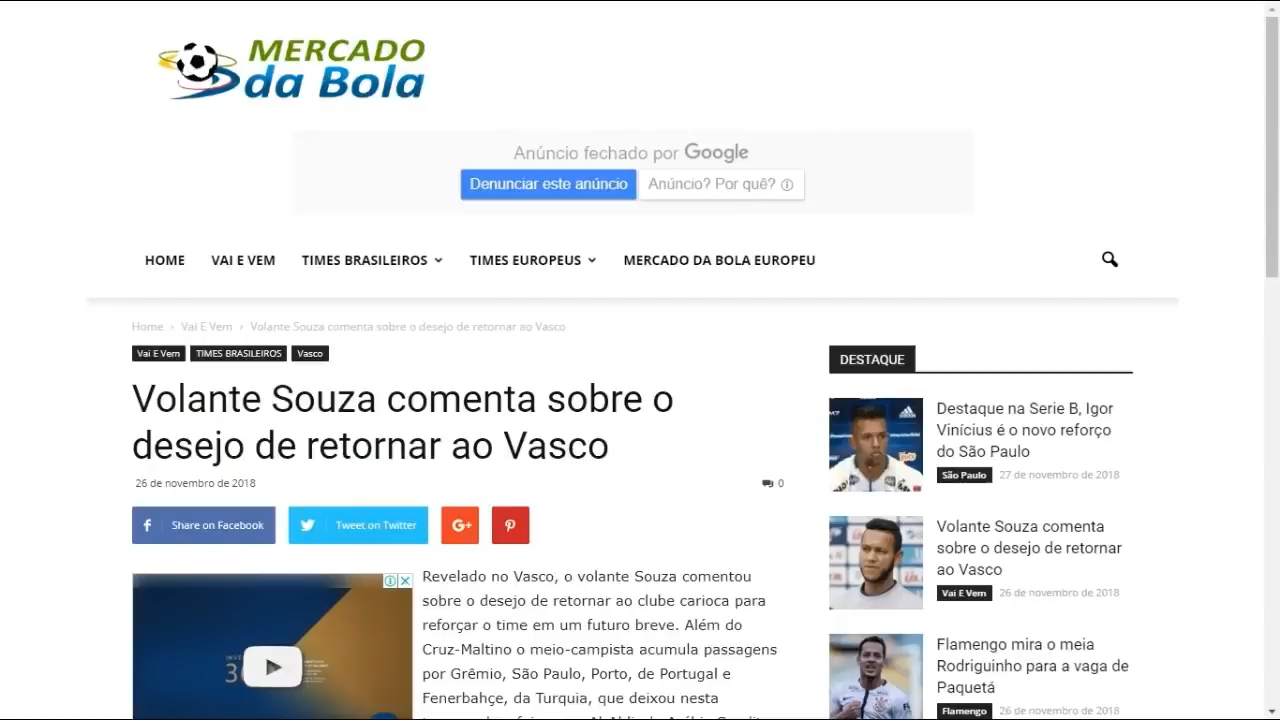 MERCADO
da Bola
Anúncio fechado por Google
Denunciar este anúncio
Anúncio? Por quê?
HOME
VAI E VEM
TIMES BRASILEIROS
TIMES EUROPEUS
MERCADO DA BOLA EUROPEU
Home › Vai E Vem › Volante Souza comenta sobre o desejo de retornar ao Vasco
Vai E Vem
TIMES BRASILEIROS
Vasco
Volante Souza comenta sobre o
desejo de retornar ao Vasco
26 de novembro de 2018
0
Share on Facebook
Tweet on Twitter
Revelado no Vasco, o volante Souza comentou
sobre o desejo de retornar ao clube carioca para
reforçar o time em um futuro breve. Além do
Cruz-Maltino o meio-campista acumula passagens
por Grêmio, São Paulo, Porto, de Portugal e
Fenerbahçe, da Turquia, que deixou nesta
DESTAQUE
Destaque na Serie B, Igor
Vinícius é o novo reforço
do São Paulo
São Paulo
27 de novembro de 2018
Volante Souza comenta
sobre o desejo de retornar
ao Vasco
Vai E Vem
26 de novembro de 2018
Flamengo mira o meia
Rodriguinho para a vaga de
Paquetá
Flamengo
26 de novembro de 2018